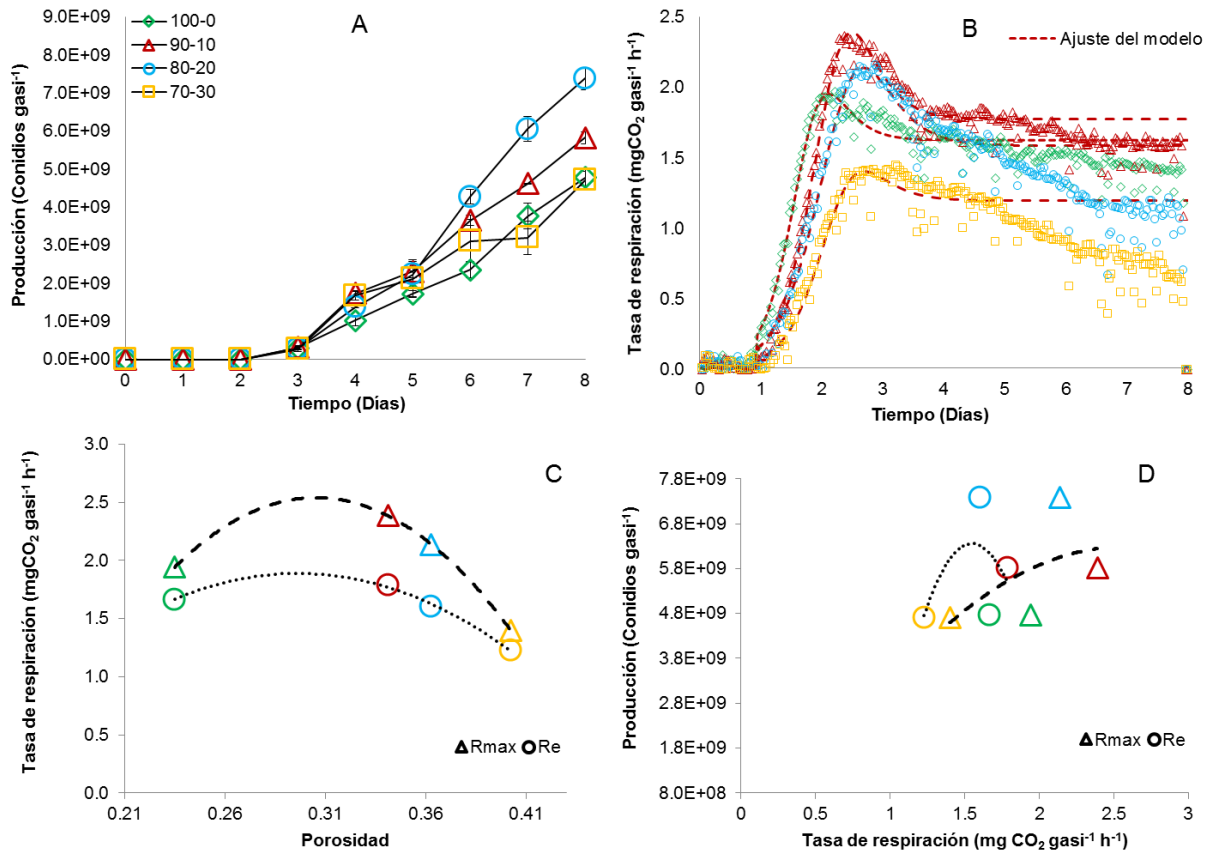 A
Producción (Conidios gasi-1)
9.0E+09
8.0E+09
7.0E+09
6.0E+09
5.0E+09
4.0E+09
3.0E+09
2.0E+09
1.0E+09
0.0E+00
100-0
90-10
80-20
70-30
0 1 2 3 4 5 6 7 8
Tiempo (Dias)
B
Tasa de respiración (mgCO2 gasi-1 h-1)
2.5
2.0
1.5
1.0
0.5
0.0
Ajuste del modelo
0 1 2 3 4 5 6 7 8
Tiempo (Dias)
C
Tasa de respiración (mgCO2 gasi-1 h-1)
3.0
2.5
2.0
1.5
1.0
0.5
0.0
Rmax Re
0.21 0.26 0.31 0.36 0.41
Porosidad
D
Producción (Conidios gasi-1)
7.8E+09
6.8E+09
5.8E+09
4.8E+09
3.8E+09
2.8E+09
1.8E+09
8.0E+08
Rmax Re
0 0.5 1 1.5 2 2.5 3
Tasa de respiración (mg CO2 gasi-1 h-1)